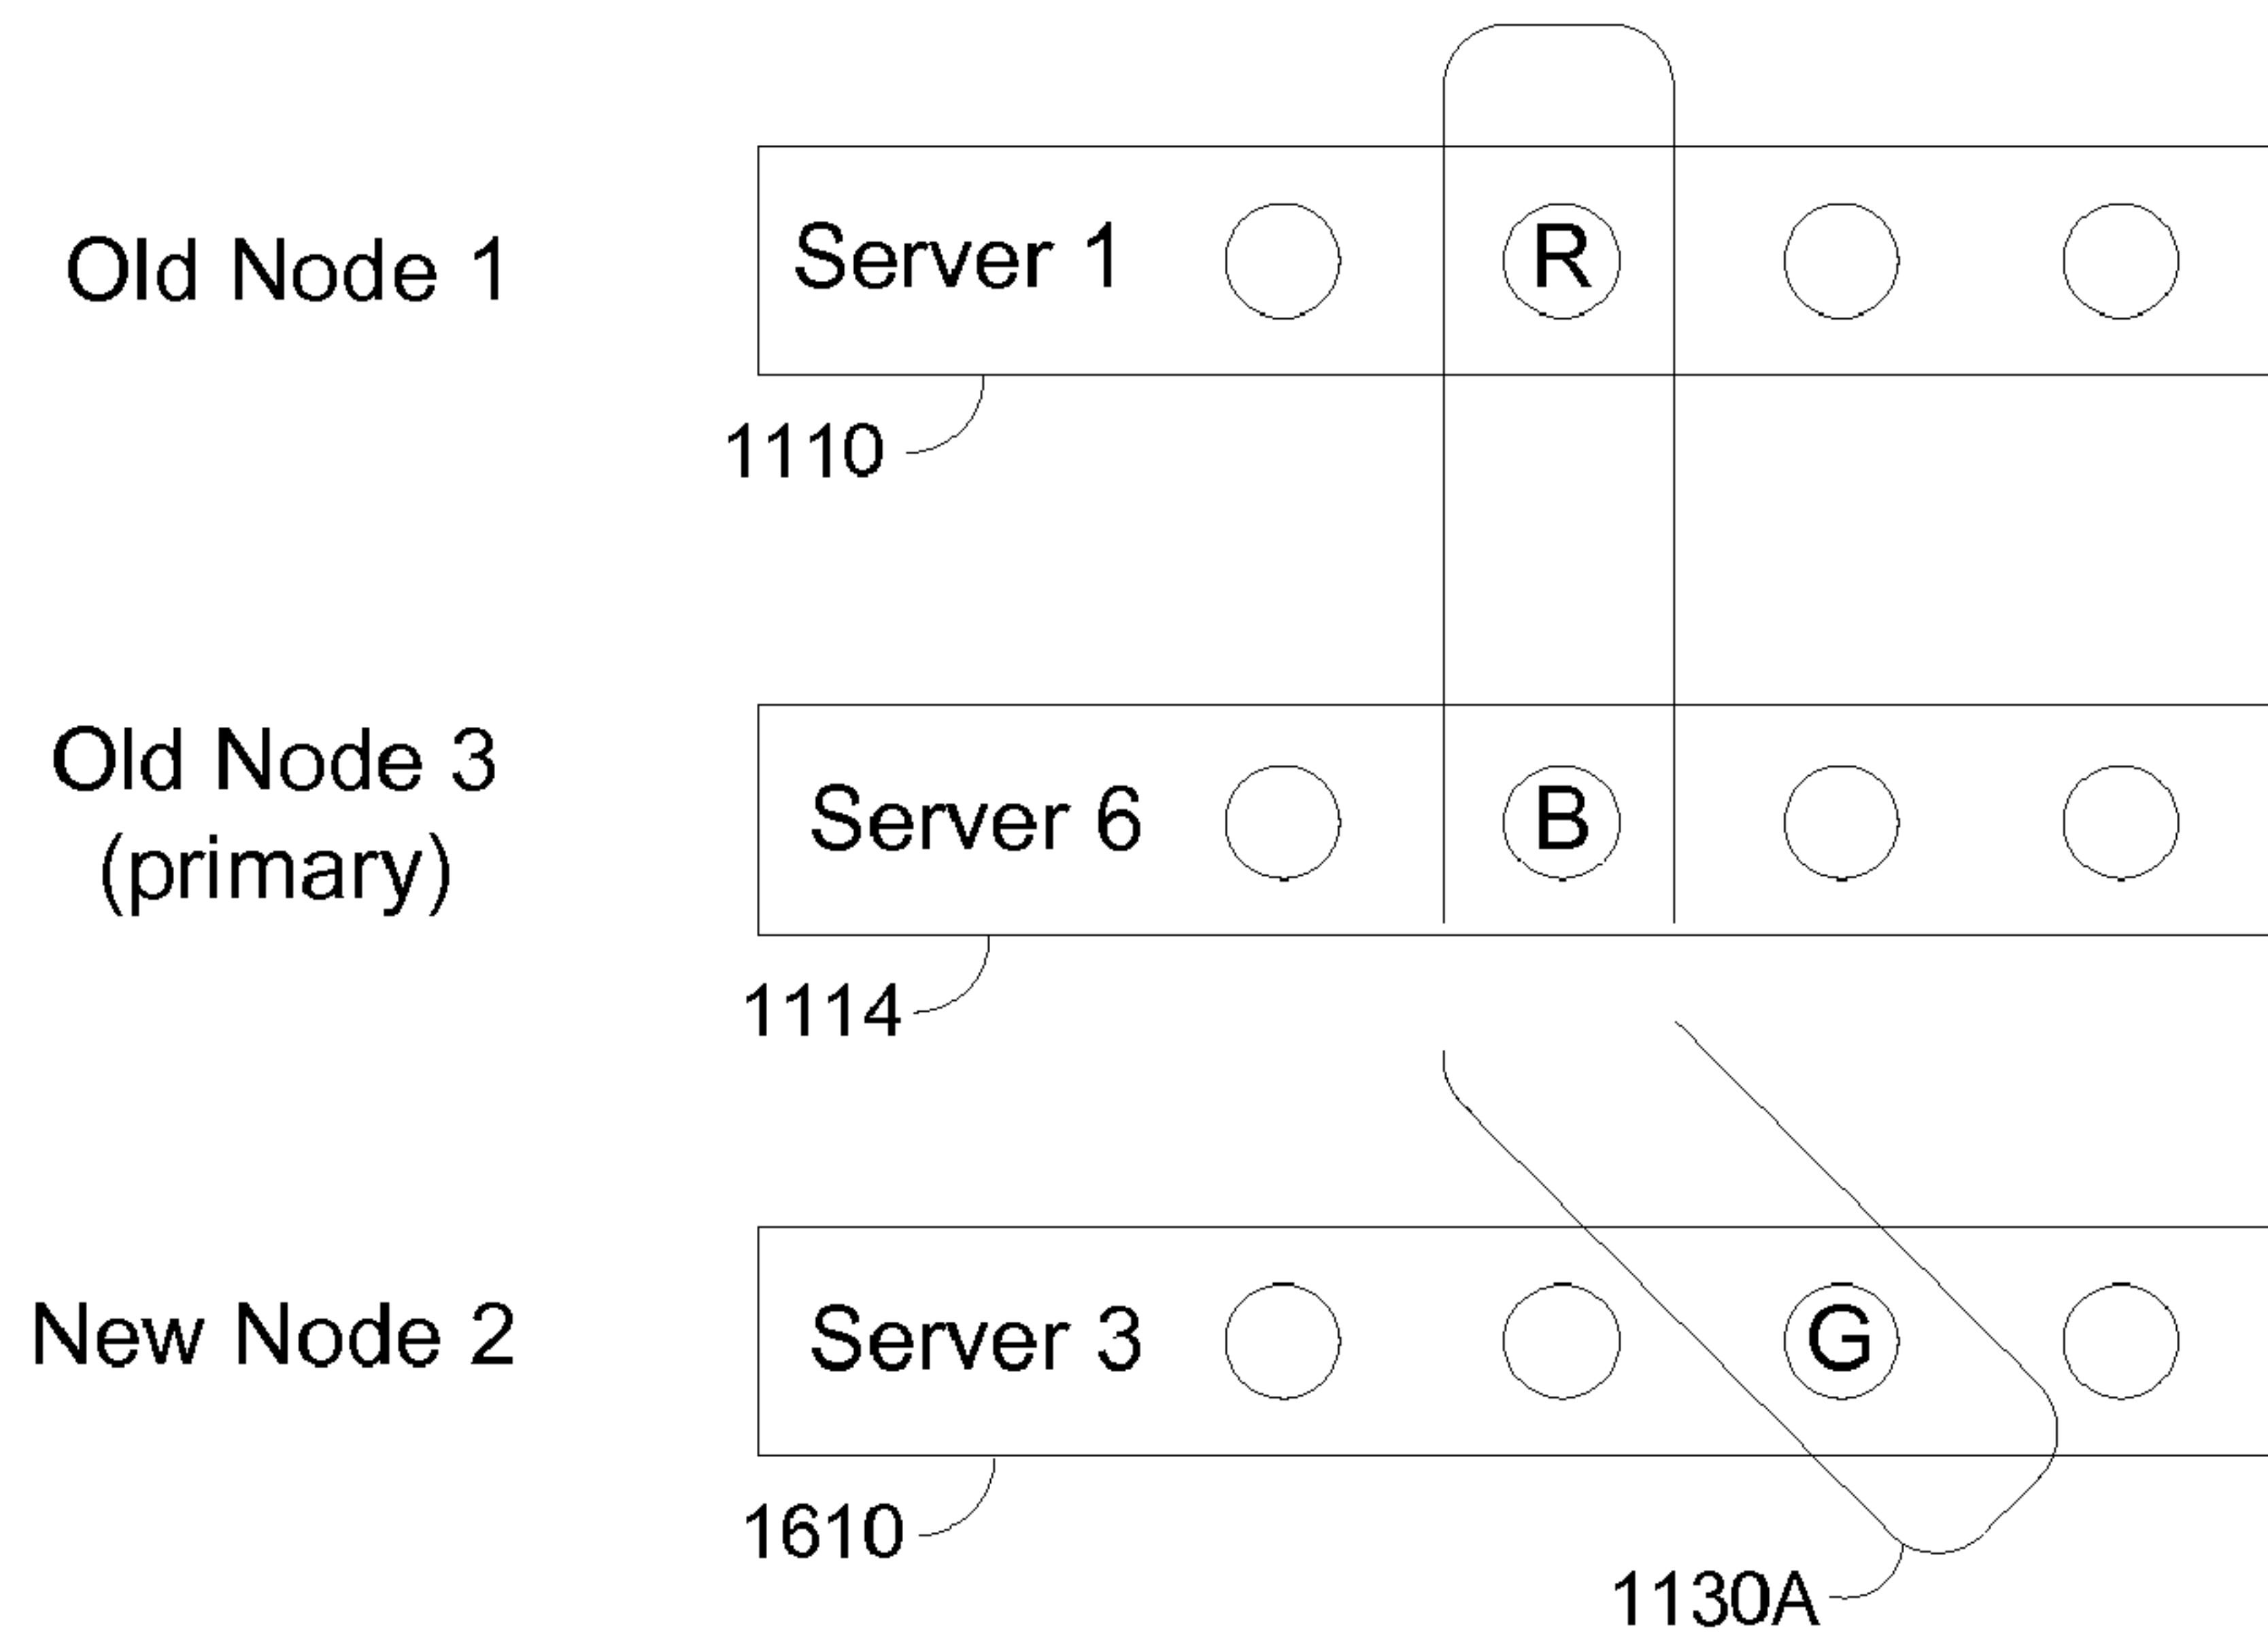 Old Node 1
Server 1
R
1110
Old Node 3
(primary)
Server 6
B
1114
New Node 2
Server 3
G
1610
1130A